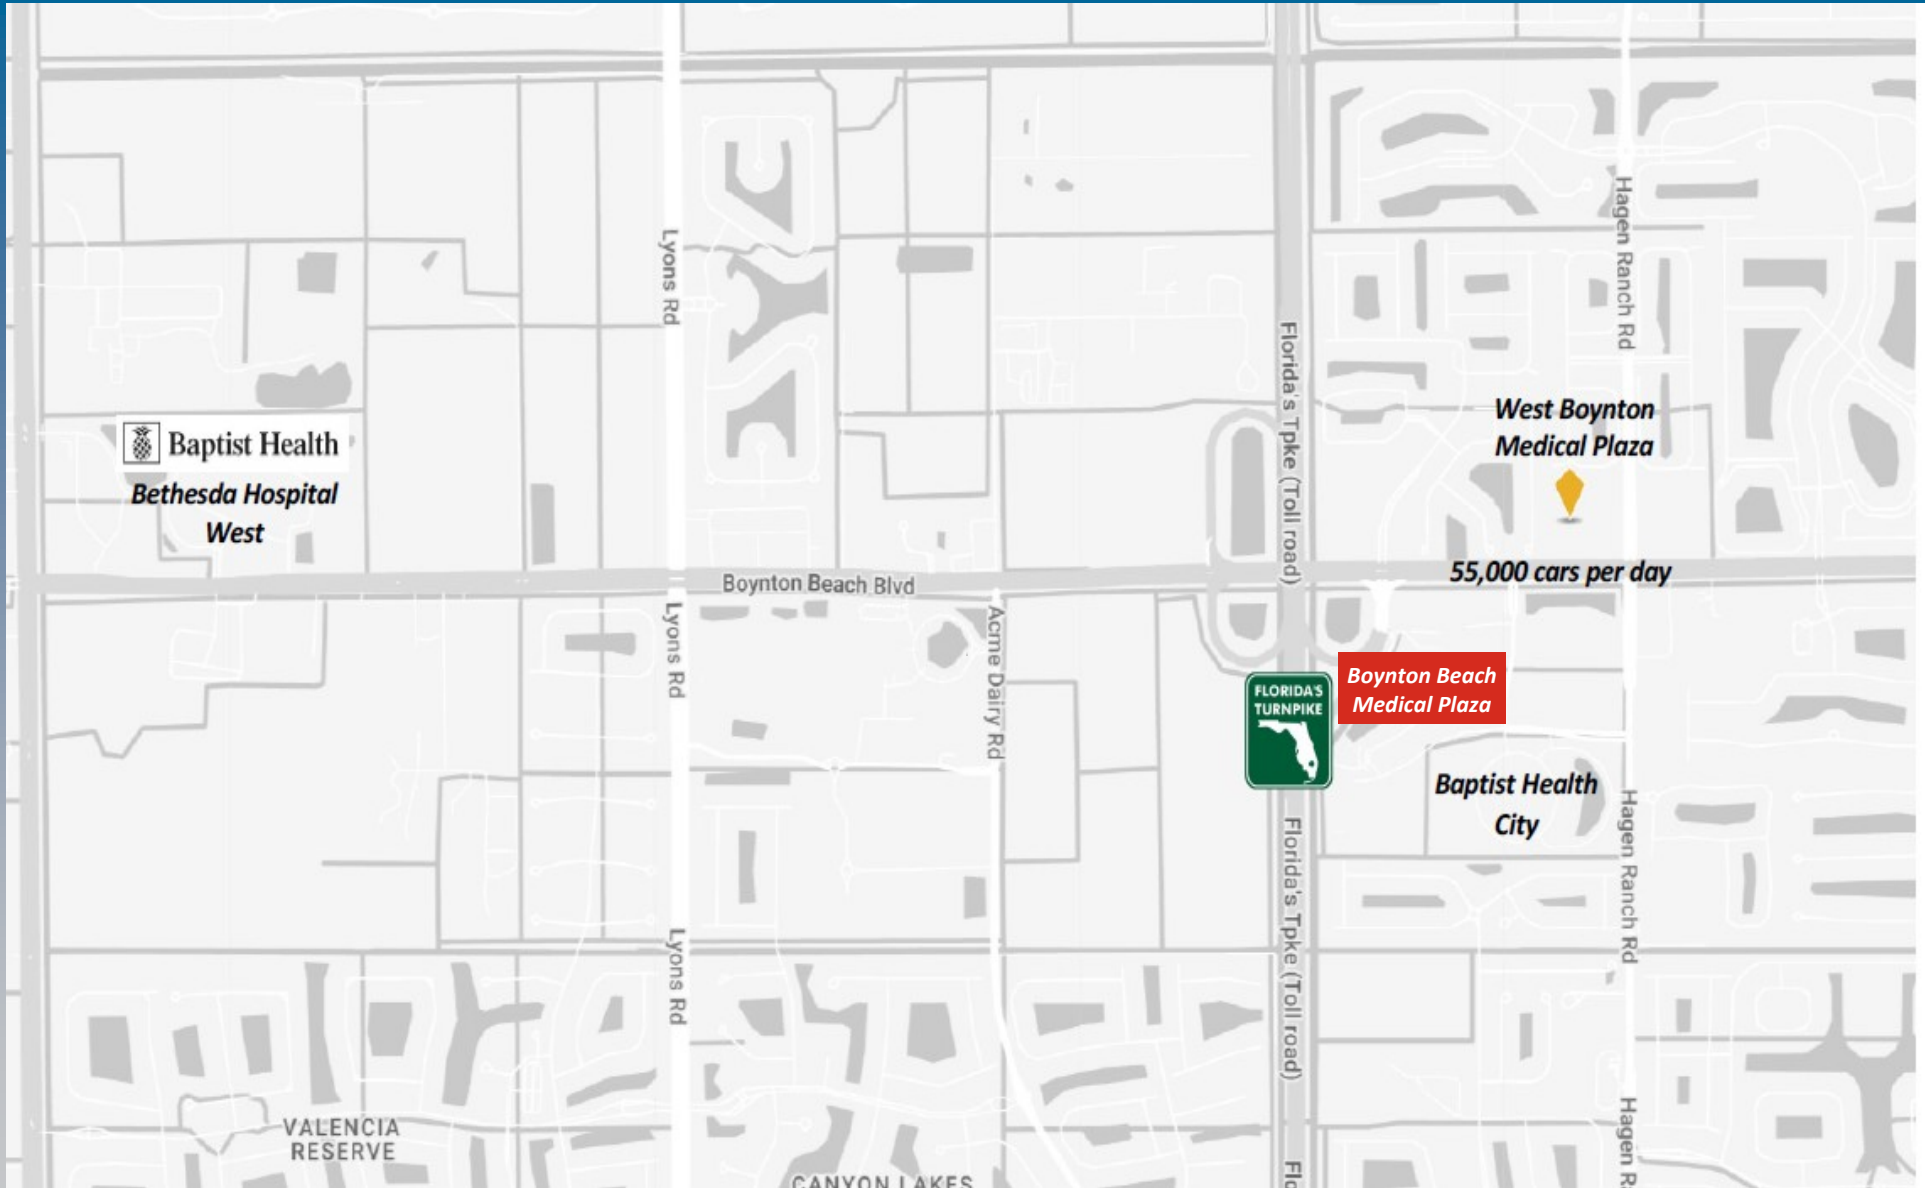 Lyons Rd
Hagen Ranch Rd
Florida's Tpke (Toll road)
West Boynton
Medical Plaza
Baptist Health
Bethesda Hospital
West
55,000 cars per day
Boynton Beach Blvd
Lyons Rd
Acme Dairy Rd
FLORIDA'S
TURNPIKE
Boynton Beach
Medical Plaza
Baptist Health
City
Hagen Ranch Rd
Florida's Tpke (Toll road)
Lyons Rd
VALENCIA
RESERVE
CANYON LAKES
Hagen R
Flo